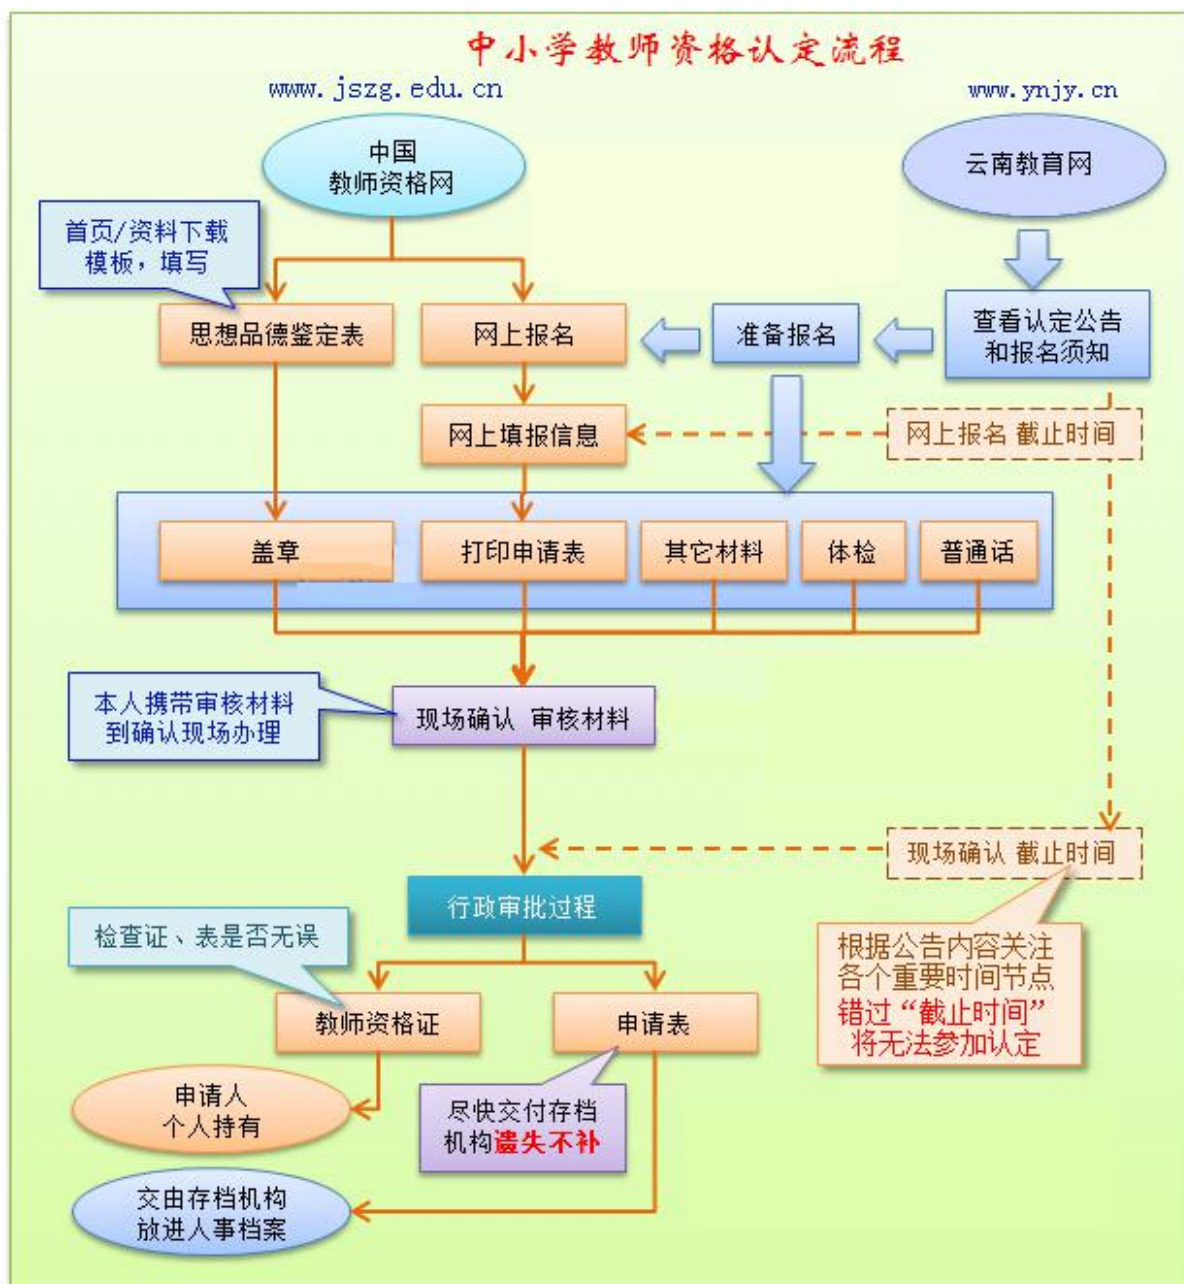 中小学教师资格认定流程
www.jszg.edu.cn
www.ynjy.cn
中国
教师资格网
云南教育网
首页/资料下载
模板，填写
思想品德鉴定表
网上报名
准备报名
查看认定公告
和报名须知
网上填报信息
网上报名 截止时间
盖章
打印申请表
其它材料
体检
普通话
本人携带审核材料
到确认现场办理
现场确认 审核材料
现场确认 截止时间
行政审批过程
检查证、表是否无误
根据公告内容关注
各个重要时间节点
错过“截止时间”
将无法参加认定
教师资格证
申请表
申请人
个人持有
尽快交付存档
机构遗失不补
交由存档机构
放进人事档案